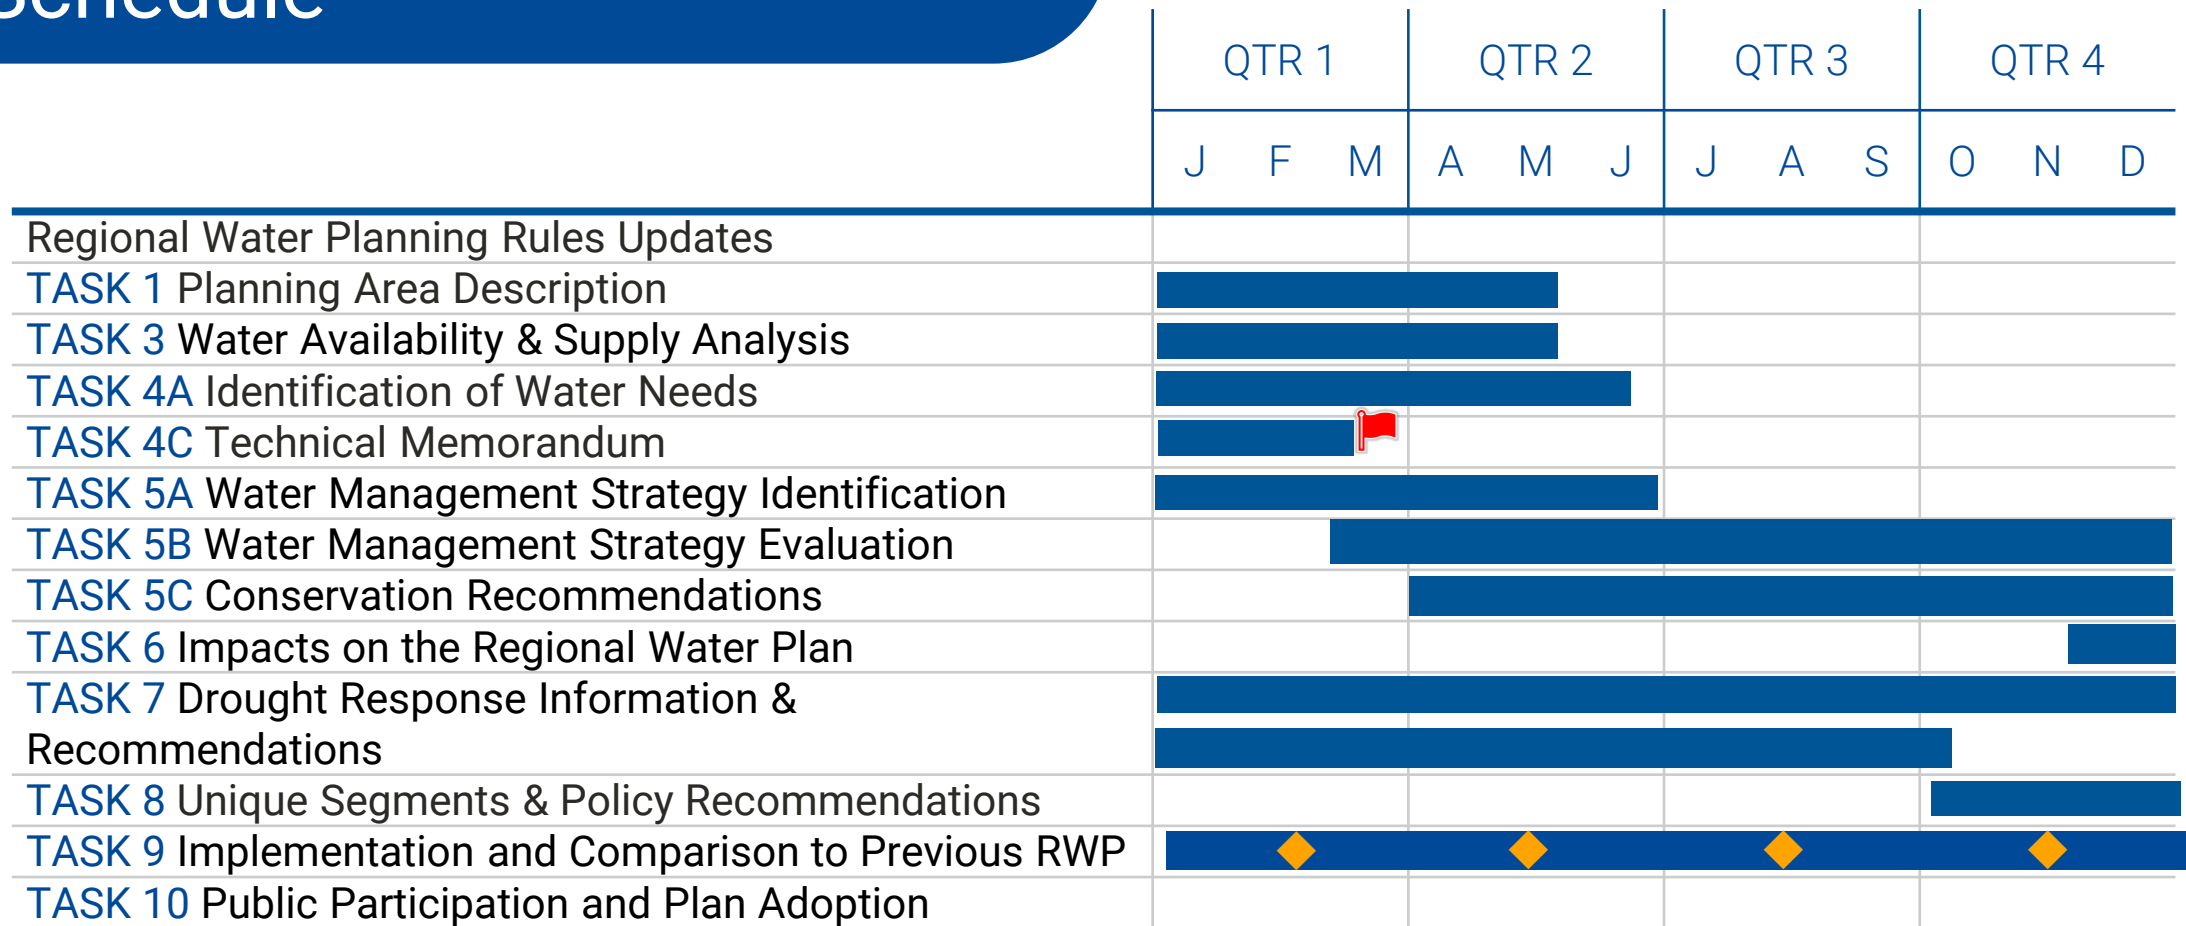 Schedule
QTR 1 QTR 2 QTR 3 QTR 4
J F M A M J J A S O N D
Regional Water Planning Rules Updates
TASK 1 Planning Area Description
TASK 3 Water Availability & Supply Analysis
TASK 4A Identification of Water Needs
TASK 4C Technical Memorandum
TASK 5A Water Management Strategy Identification
TASK 5B Water Management Strategy Evaluation
TASK 5C Conservation Recommendations
TASK 6 Impacts on the Regional Water Plan
TASK 7 Drought Response Information &
Recommendations
TASK 8 Unique Segments & Policy Recommendations
TASK 9 Implementation and Comparison to Previous RWP
TASK 10 Public Participation and Plan Adoption